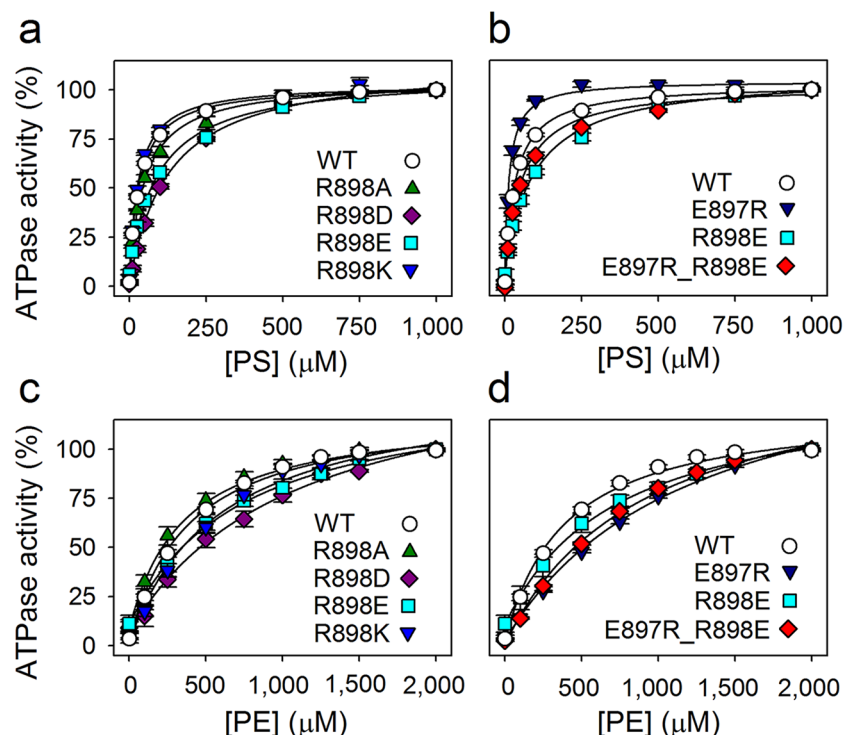 a
ATPase activity (%)
100
75
50
25
0
WT
R898A
R898D
R898E
R898K
0 250 500 750 1,000
[PS] (μM)
b
WT
E897R
R898E
E897R_R898E
0 250 500 750 1,000
[PS] (μM)
c
ATPase activity (%)
100
75
50
25
0
WT
R898A
R898D
R898E
R898K
0 500 1,000 1,500 2,000
[PE] (μM)
d
WT
E897R
R898E
E897R_R898E
0 500 1,000 1,500 2,000
[PE] (μM)